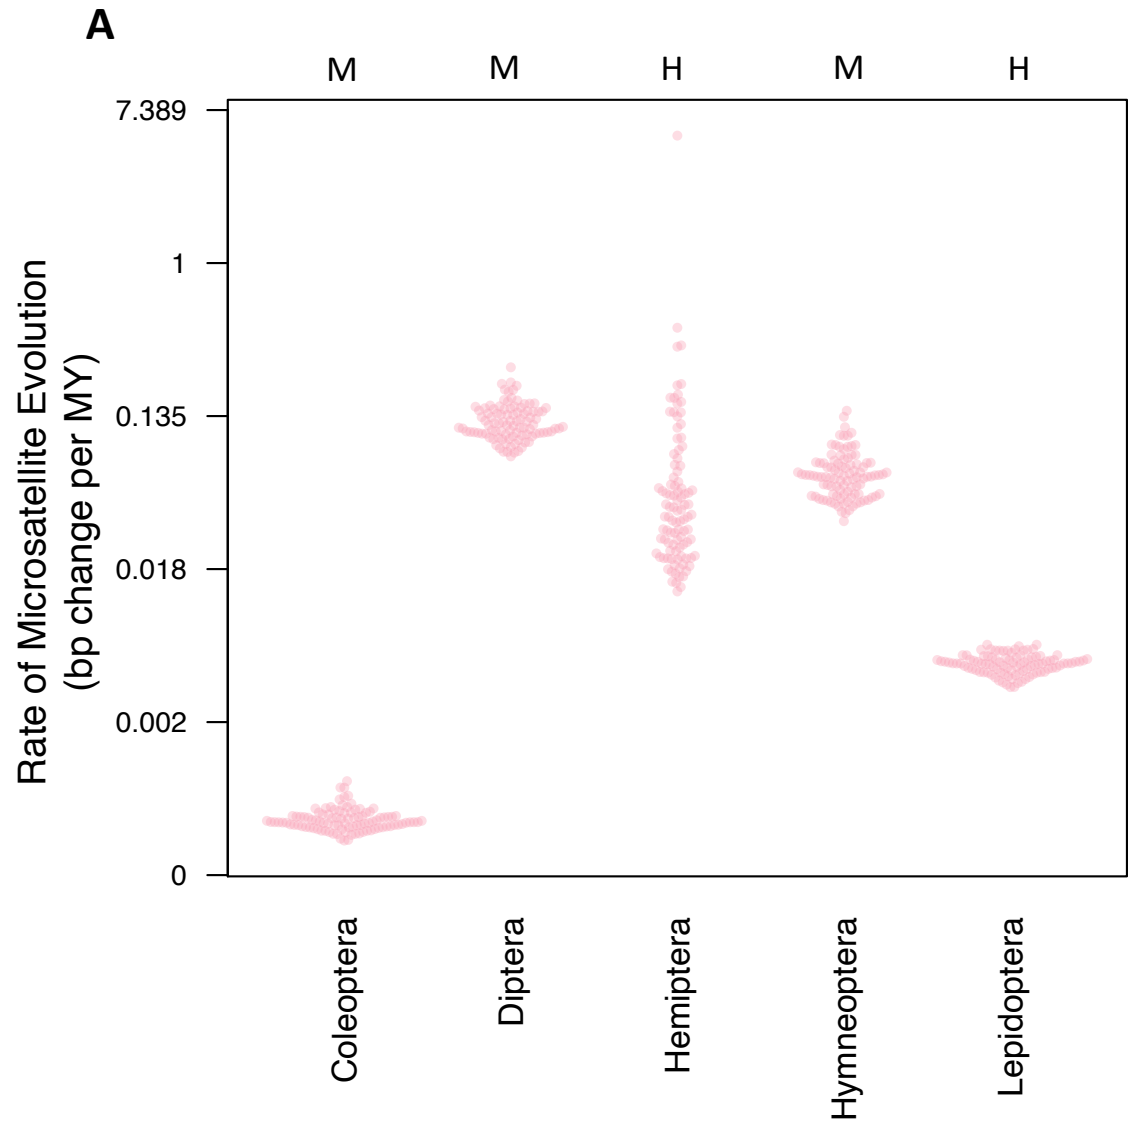 A
M M H M H
7.389
1
0.135
0.018
0.002
0
Rate of Microsatellite Evolution
(bp change per MY)
Coleoptera
Diptera
Hemiptera
Hymneoptera
Lepidoptera